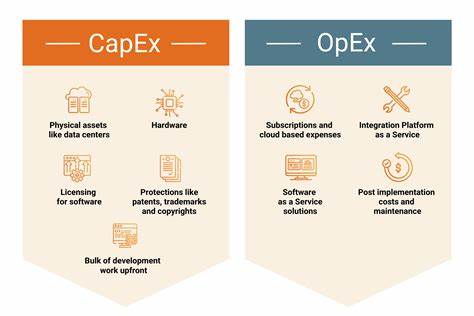 CapEx
Physical assets
like data centers
Hardware
Licensing
for software
Protections like
patents, trademarks
and copyrights
Bulk of development
work upfront
OpEx
Subscriptions and
cloud based expenses
Integration Platform
as a Service
Software
as a Service
solutions
Post implementation
costs and
maintenance